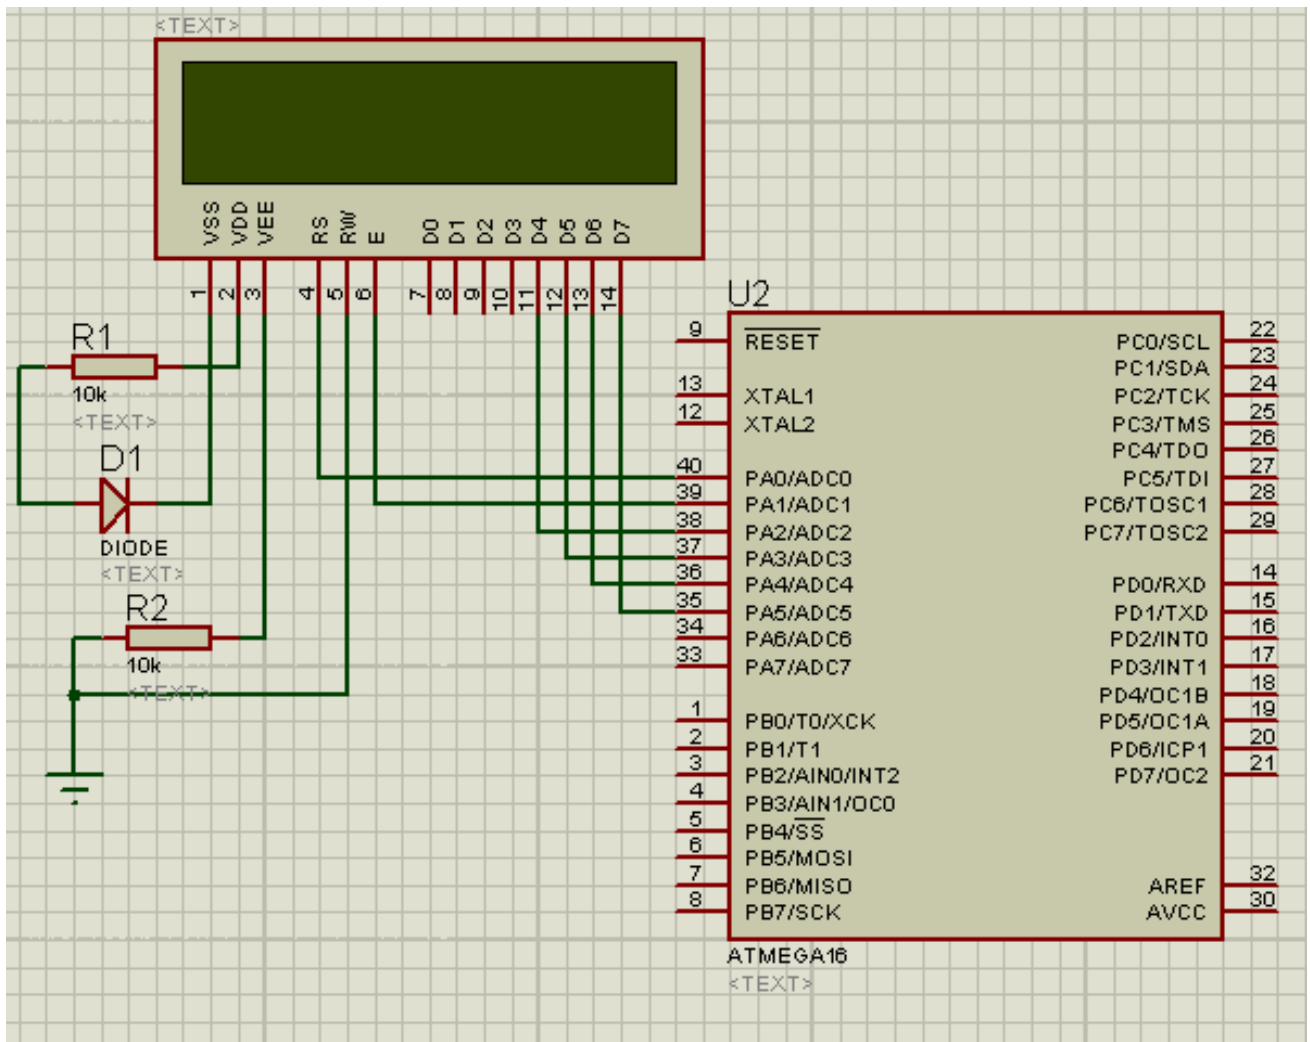 <TEXT>
VSS
VDD
VEE
RS
RW
E
D0
D1
D2
D3
D4
D5
D6
D7
1
2
3
4
5
6
7
8
9
10
11
12
13
14
R1
10k
<TEXT>
D1
DIODE
<TEXT>
R2
10k
<TEXT>
U2
9 RESET
13 XTAL1
12 XTAL2
40 PA0/ADC0
39 PA1/ADC1
38 PA2/ADC2
37 PA3/ADC3
36 PA4/ADC4
35 PA5/ADC5
34 PA6/ADC6
33 PA7/ADC7
1 PB0/T0/XCK
2 PB1/T1
3 PB2/AIN0/INT2
4 PB3/AIN1/OC0
5 PB4/SS
6 PB5/MOSI
7 PB6/MISO
8 PB7/SCK
PC0/SCL 22
PC1/SDA 23
PC2/TCK 24
PC3/TMS 25
PC4/TDO 26
PC5/TDI 27
PC6/TOSC1 28
PC7/TOSC2 29
PD0/RXD 14
PD1/TXD 15
PD2/INT0 16
PD3/INT1 17
PD4/OC1B 18
PD5/OC1A 19
PD6/ICP1 20
PD7/OC2 21
AREF 32
AVCC 30
ATMEGA16
<TEXT>